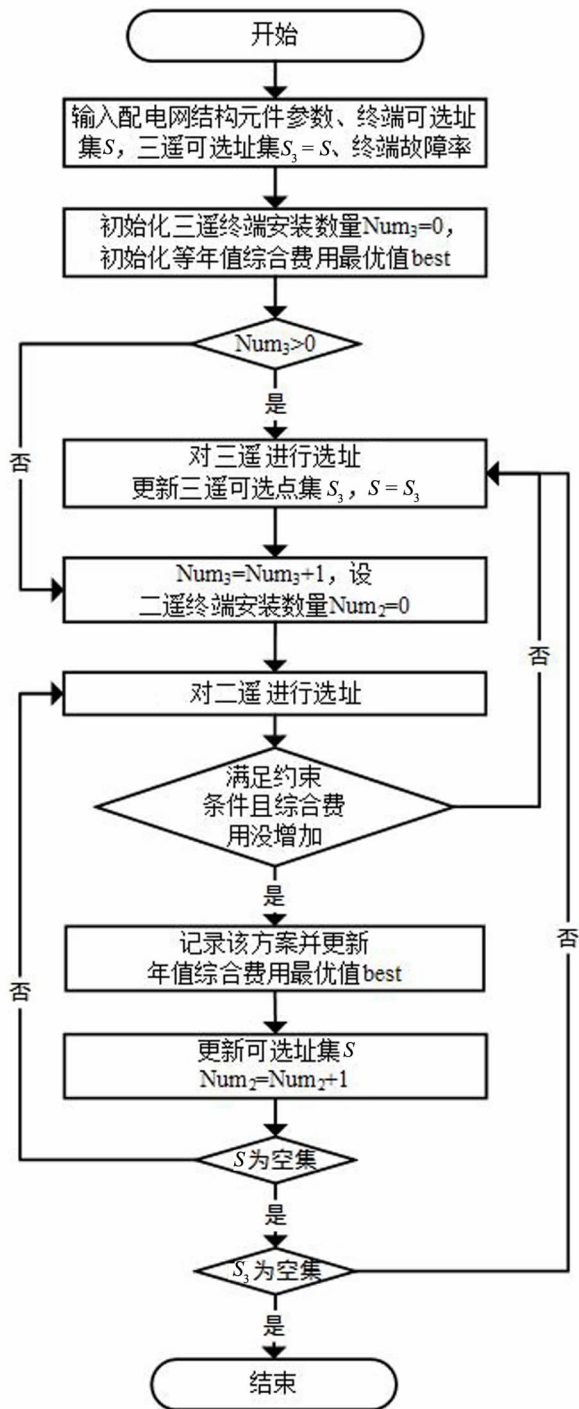 开始
输入配电网结构元件参数、终端可选址
集S，三遥可选址集S₃ = S、终端故障率
初始化三遥终端安装数量Num₃=0，
初始化等年值综合费用最优值best
Num₃>0
是
否
对三遥进行选址
更新三遥可选点集 S₃，S = S₃
Num₃=Num₃+1，设
二遥终端安装数量Num₂=0
否
对二遥进行选址
满足约束
条件且综合费
用没增加
是
否
记录该方案并更新
年值综合费用最优值best
否
更新可选址集S
Num₂=Num₂+1
S为空集
是
S₃为空集
是
结束